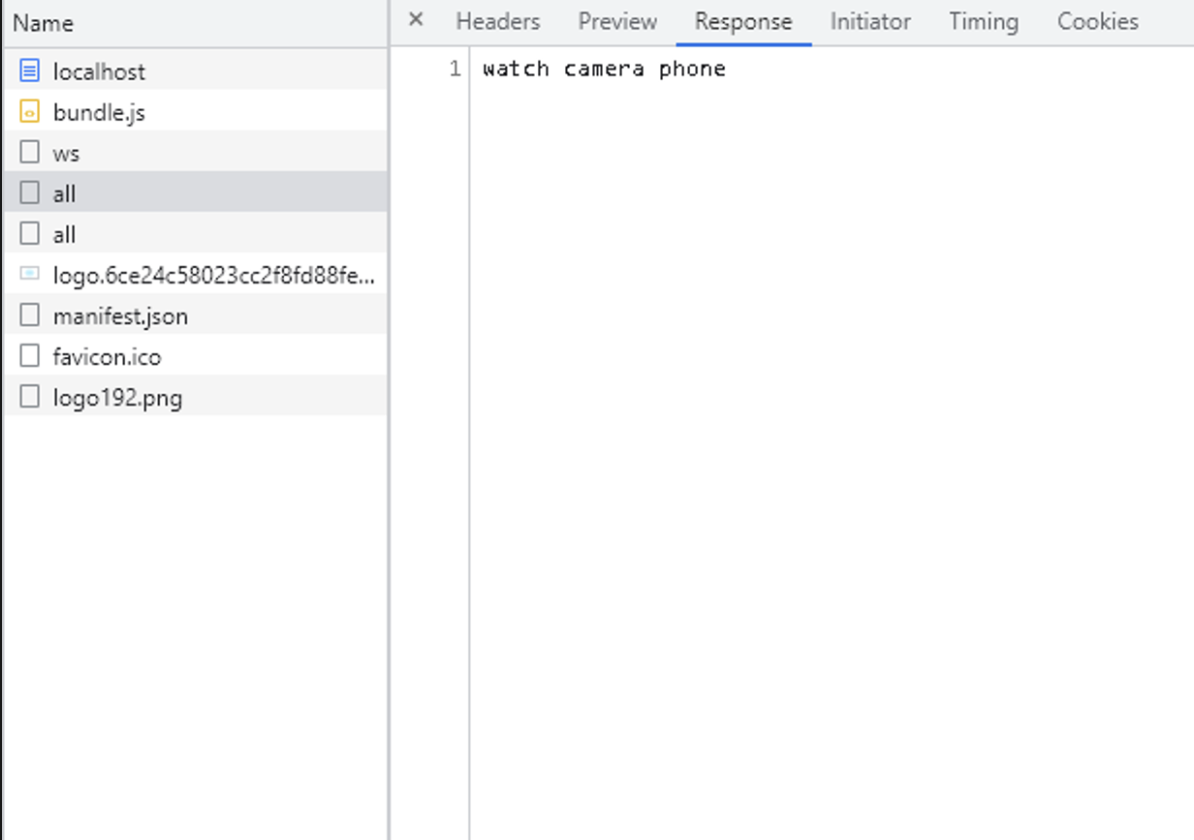 Name
localhost
bundle.js
ws
all
all
logo.6ce24c58023cc2f8fd88fe...
manifest.json
favicon.ico
logo192.png
× Headers Preview Response Initiator Timing Cookies
1 watch camera phone